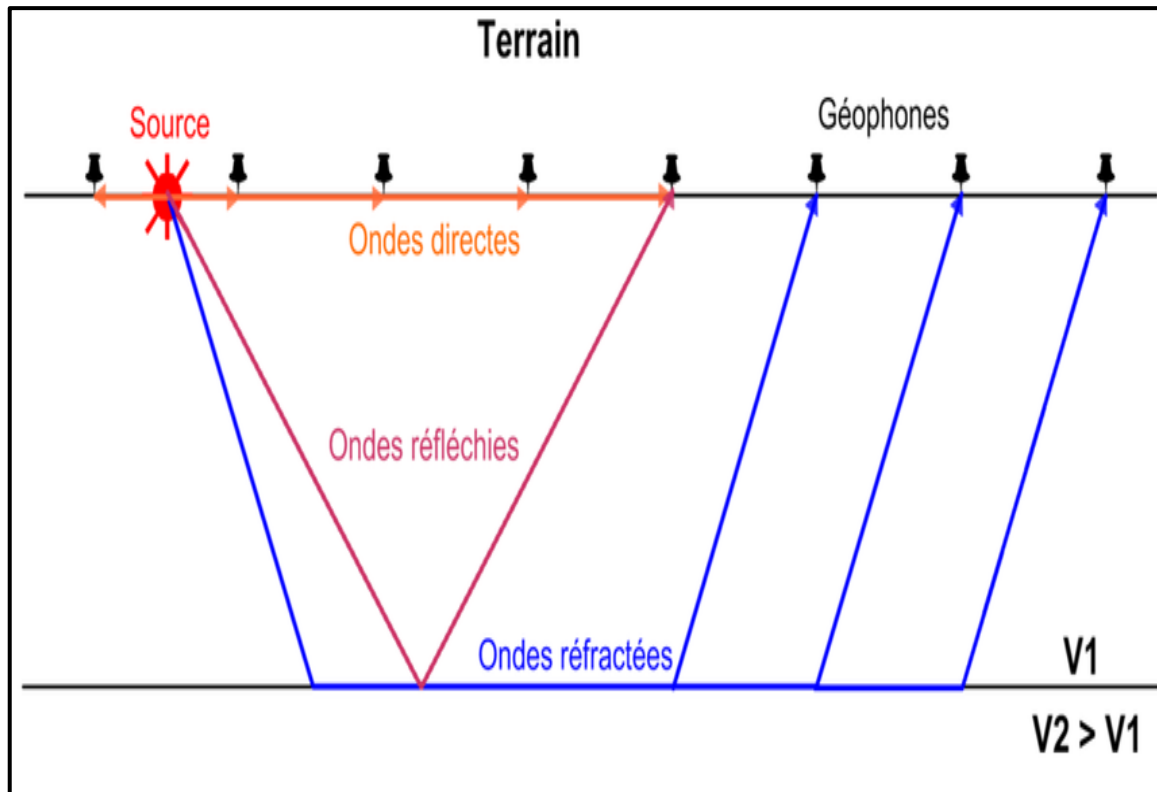 Terrain
Source
Géophones
Ondes directes
Ondes réfléchies
Ondes réfractées
V1
V2 > V1